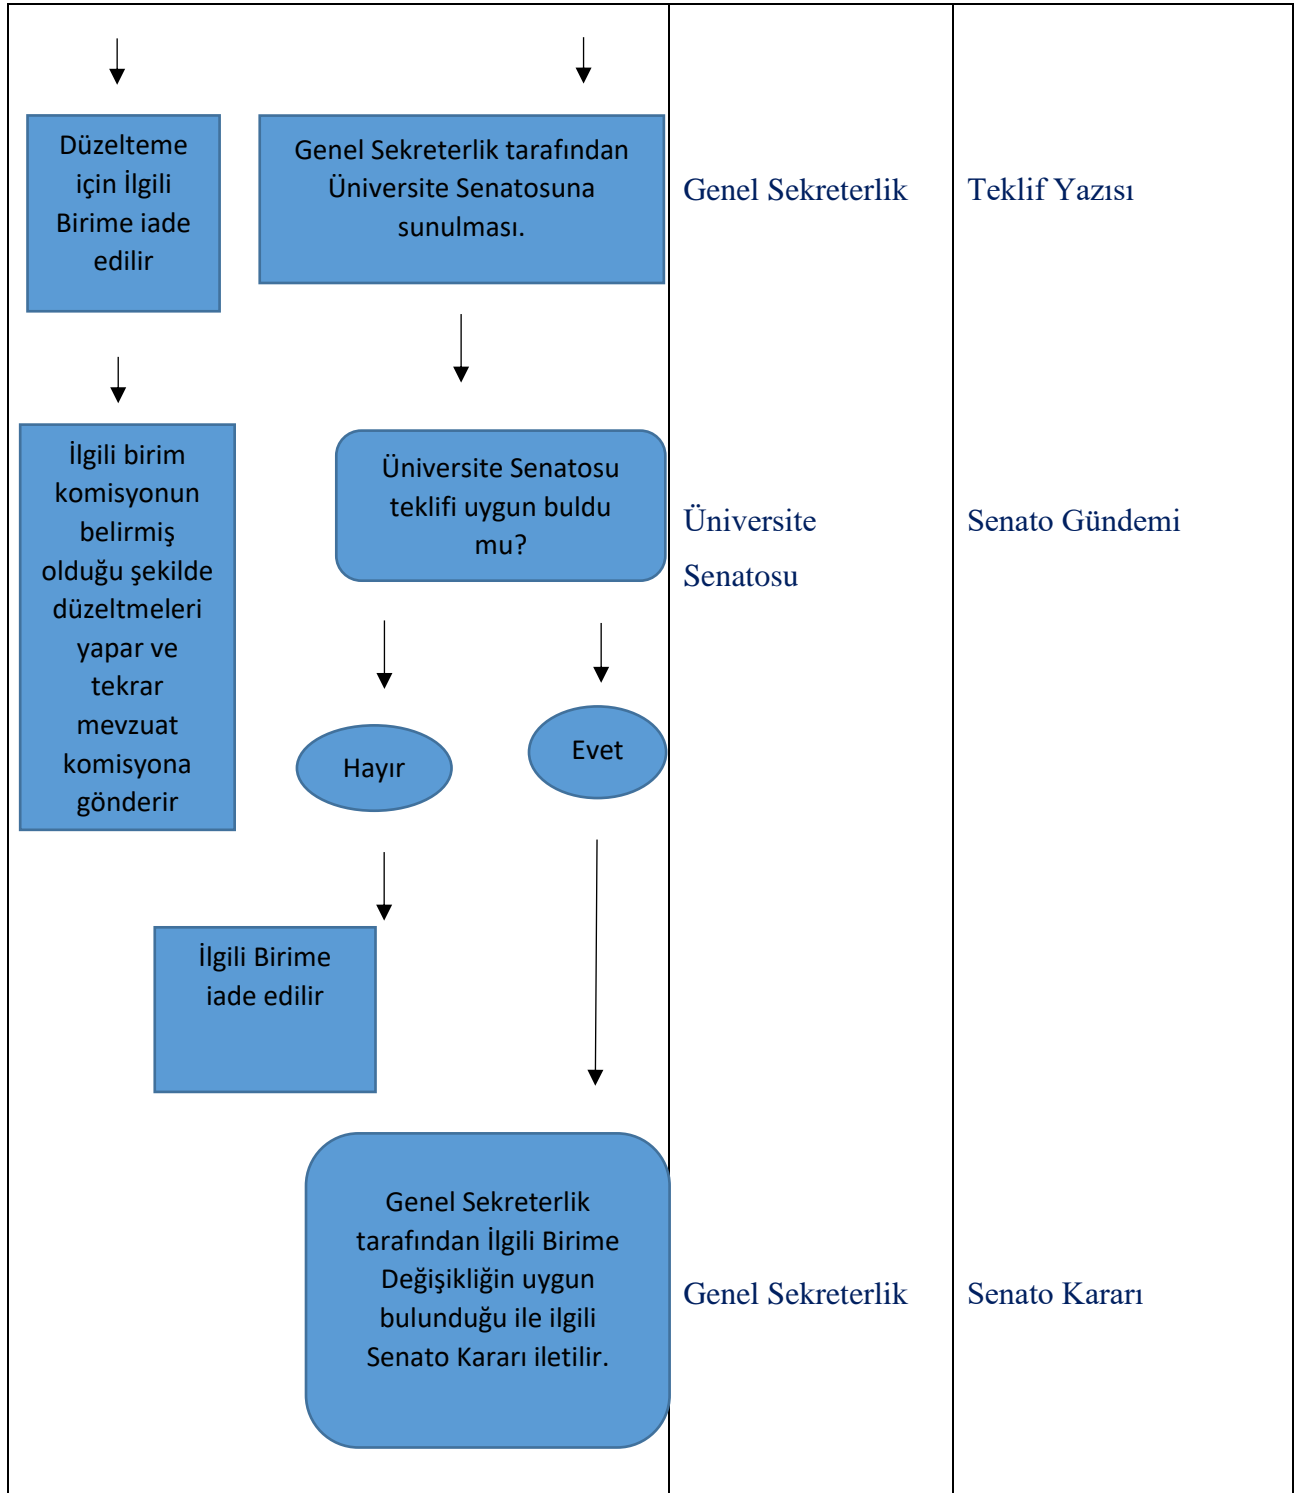 Düzelteme
için İlgili
Birime iade
edilir
Genel Sekreterlik tarafından
Üniversite Senatosuna
sunulması.
Genel Sekreterlik
Teklif Yazısı
İlgili birim
komisyonun
belirmiş
olduğu şekilde
düzeltmeleri
yapar ve
tekrar
mevzuat
komisyona
gönderir
Üniversite Senatosu
teklifi uygun buldu
mu?
Üniversite
Senatosu
Senato Gündemi
Hayır
Evet
İlgili Birime
iade edilir
Genel Sekreterlik
tarafından İlgili Birime
Değişikliğin uygun
bulunduğu ile ilgili
Senato Kararı iletilir.
Genel Sekreterlik
Senato Kararı